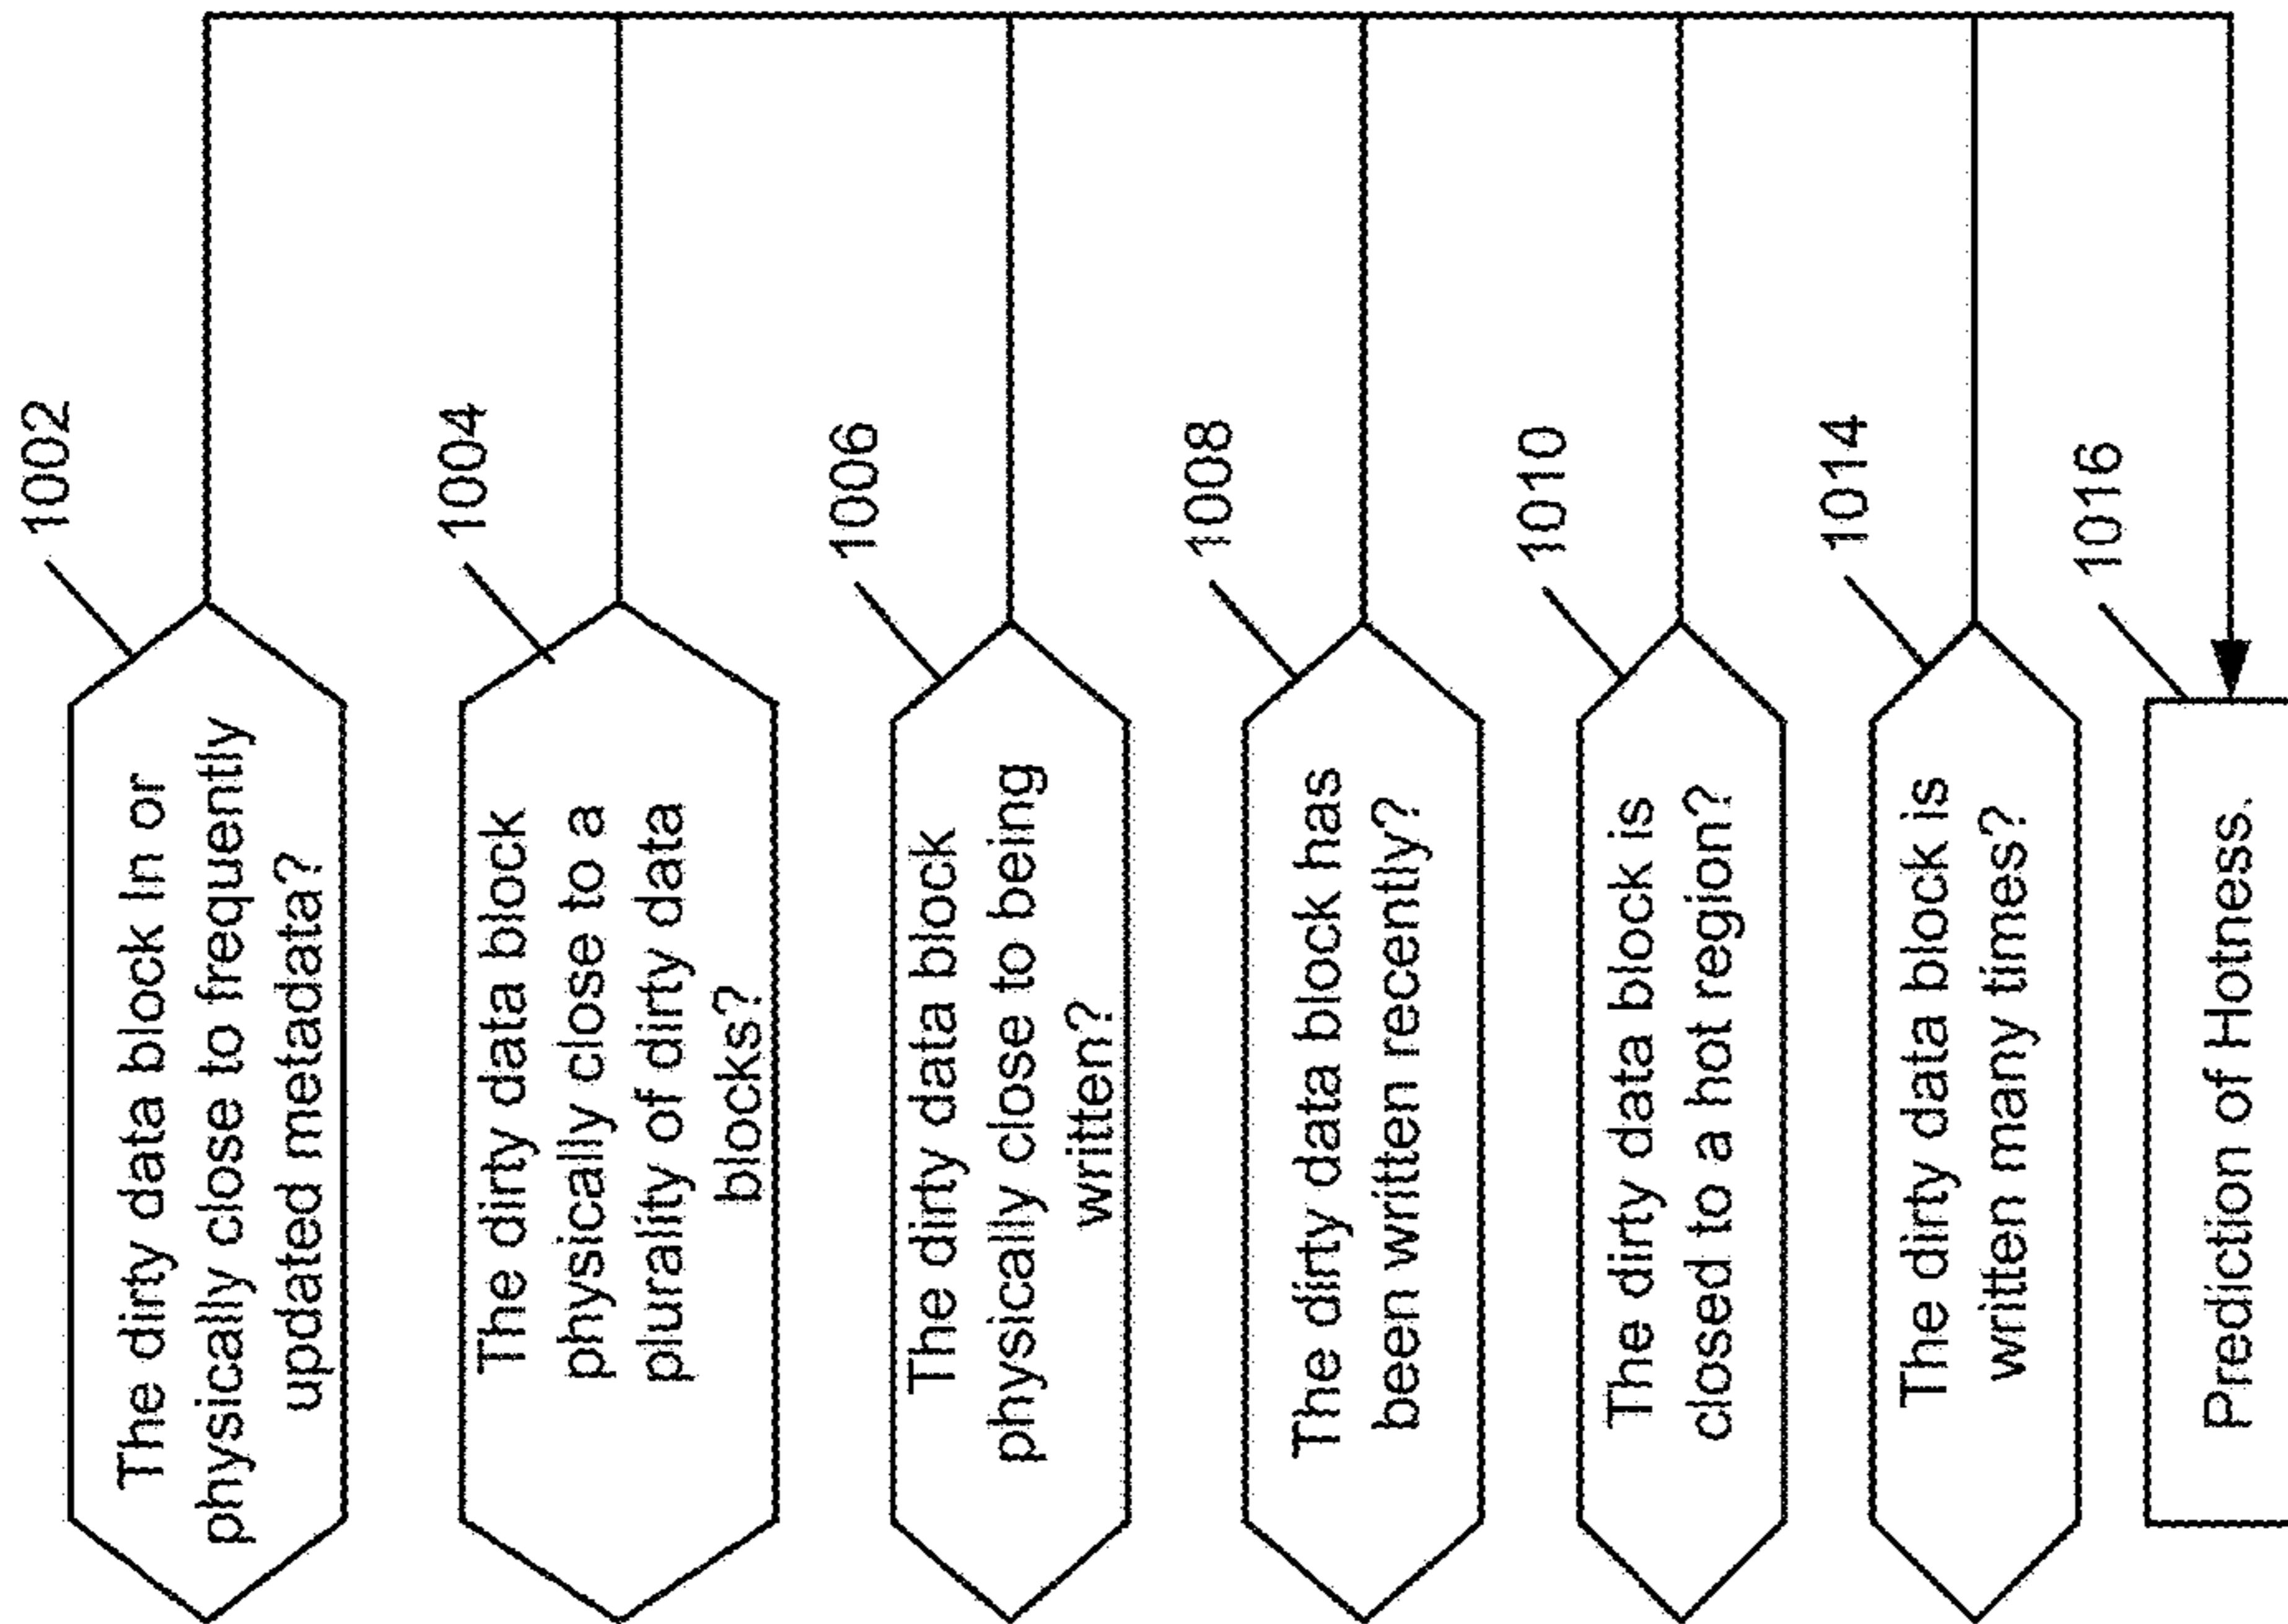 1002
The dirty data block In or
physically close to frequently
updated metadata?
1004
The dirty data block
physically close to a
plurality of dirty data
blocks?
1006
The dirty data block
physically close to being
written?
1008
The dirty data block has
been written recently?
1010
The dirty data block is
closed to a hot region?
1014
The dirty data block is
written many times?
1016
Prediction of Hotness.